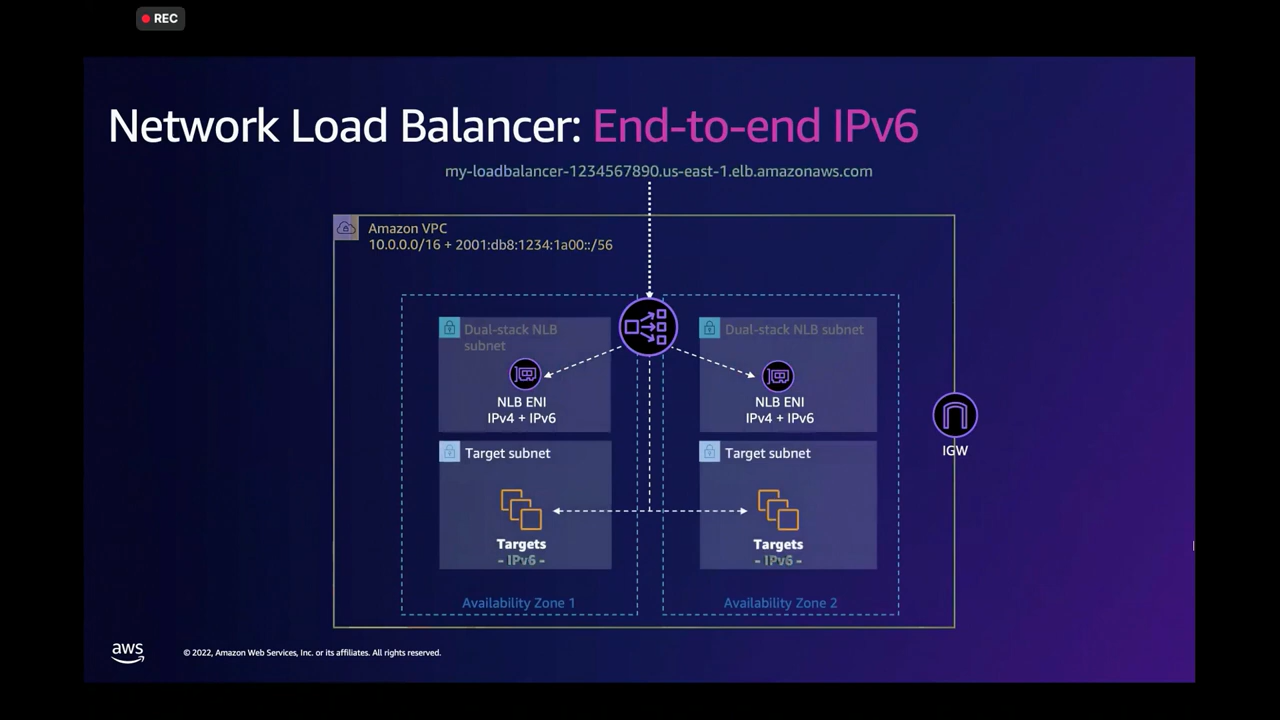 REC
Network Load Balancer: End-to-end IPv6
my-loadbalancer-1234567890.us-east-1.elb.amazonaws.com
Amazon VPC
10.0.0.0/16 + 2001:db8:1234:1a00::/56
Dual-stack NLB
subnet
NLB ENI
IPv4 + IPv6
Dual-stack NLB subnet
NLB ENI
IPv4 + IPv6
IGW
Target subnet
Targets
- IPv6 -
Target subnet
Targets
- IPv6 -
Availability Zone 1
Availability Zone 2
aws
© 2022, Amazon Web Services, Inc. or its affiliates. All rights reserved.